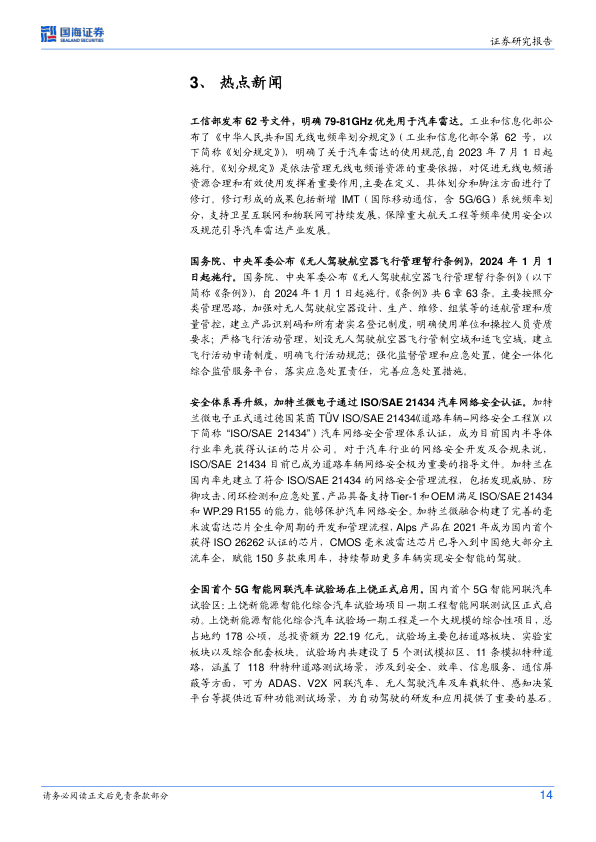 国海证券
SEALAND SECURITIES
证券研究报告
3、 热点新闻
工信部发布 62 号文件，明确 79-81GHz 优先用于汽车雷达。工业和信息化部公
布了《中华人民共和国无线电频率划分规定》（工业和信息化部令第 62 号，以
下简称《划分规定》），明确了关于汽车雷达的使用规范,自 2023 年 7 月 1 日起
施行。《划分规定》是依法管理无线电频谱资源的重要依据，对促进无线电频谱
资源合理和有效使用发挥着重要作用,主要在定义、具体划分和脚注方面进行了
修订。修订形成的成果包括新增 IMT（国际移动通信，含 5G/6G）系统频率划
分，支持卫星互联网和物联网可持续发展，保障重大航天工程等频率使用安全以
及规范引导汽车雷达产业发展。
国务院、中央军委公布《无人驾驶航空器飞行管理暂行条例》，2024 年 1 月 1
日起施行。国务院、中央军委公布《无人驾驶航空器飞行管理暂行条例》（以下
简称《条例》），自 2024 年 1 月 1 日起施行。《条例》共 6 章 63 条。主要按照分
类管理思路，加强对无人驾驶航空器设计、生产、维修、组装等的适航管理和质
量管控，建立产品识别码和所有者实名登记制度，明确使用单位和操控人员资质
要求；严格飞行活动管理，划设无人驾驶航空器飞行管制空域和适飞空域，建立
飞行活动申请制度，明确飞行活动规范；强化监督管理和应急处置，健全一体化
综合监管服务平台，落实应急处置责任，完善应急处置措施。
安全体系再升级，加特兰微电子通过 ISO/SAE 21434 汽车网络安全认证。加特
兰微电子正式通过德国莱茵 TÜV ISO/SAE 21434《道路车辆–网络安全工程》（以
下简称 “ISO/SAE 21434”）汽车网络安全管理体系认证，成为目前国内半导体
行业率先获得认证的芯片公司。对于汽车行业的网络安全开发及合规来说，
ISO/SAE 21434 目前已成为道路车辆网络安全极为重要的指导文件。加特兰在
国内率先建立了符合 ISO/SAE 21434 的网络安全管理流程，包括发现威胁、防
御攻击、闭环检测和应急处置，产品具备支持 Tier-1 和 OEM 满足 ISO/SAE 21434
和 WP.29 R155 的能力，能够保护汽车网络安全。加特兰微融合构建了完善的毫
米波雷达芯片全生命周期的开发和管理流程，Alps 产品在 2021 年成为国内首个
获得 ISO 26262 认证的芯片，CMOS 毫米波雷达芯片已导入到中国绝大部分主
流车企，赋能 150 多款乘用车，持续帮助更多车辆实现安全智能的驾驶。
全国首个 5G 智能网联汽车试验场在上饶正式启用。国内首个 5G 智能网联汽车
试验区：上饶新能源智能化综合汽车试验场项目一期工程智能网联测试区正式启
动。上饶新能源智能化综合汽车试验场一期工程是一个大规模的综合性项目，总
占地约 178 公顷，总投资额为 22.19 亿元。试验场主要包括道路板块、实验室
板块以及综合配套板块。试验场内共建设了 5 个测试模拟区、11 条模拟特种道
路，涵盖了 118 种特种道路测试场景，涉及到安全、效率、信息服务、通信屏
蔽等方面，可为 ADAS、V2X 网联汽车、无人驾驶汽车及车载软件、感知决策
平台等提供近百种功能测试场景，为自动驾驶的研发和应用提供了重要的基石。
请务必阅读正文后免责条款部分
14